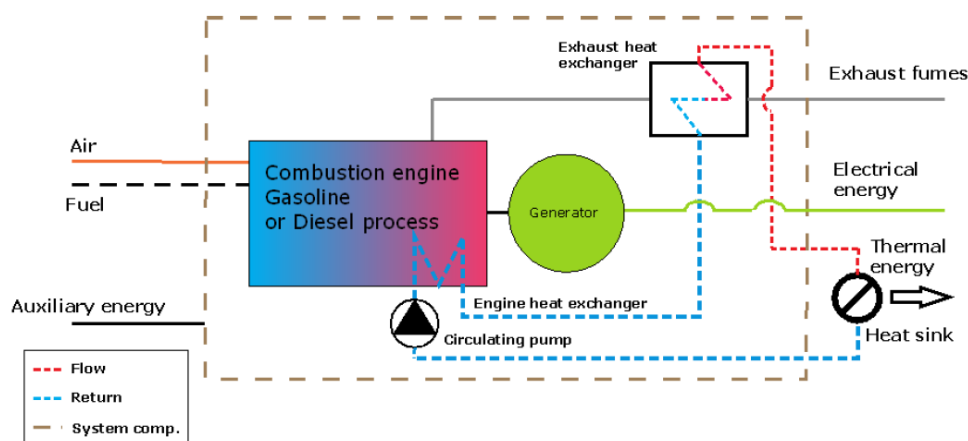 Exhaust heat
exchanger
Exhaust fumes
Air
Fuel
Combustion engine
Gasoline
or Diesel process
Generator
Electrical
energy
Thermal
energy
Auxiliary energy
Engine heat exchanger
Circulating pump
Heat sink
Flow
Return
System comp.